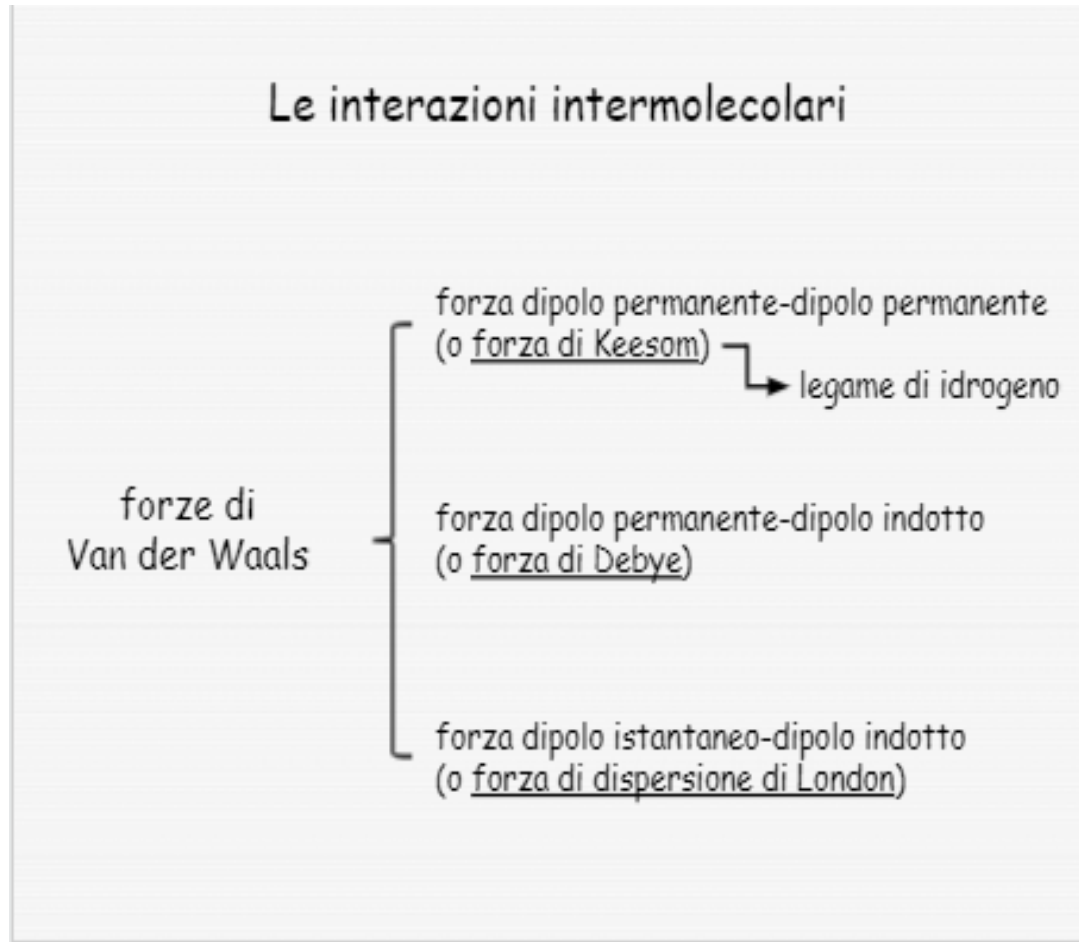 Le interazioni intermolecolari
forza dipolo permanente-dipolo permanente
(o forza di Keesom)
legame di idrogeno
forze di
Van der Waals
forza dipolo permanente-dipolo indotto
(o forza di Debye)
forza dipolo istantaneo-dipolo indotto
(o forza di dispersione di London)